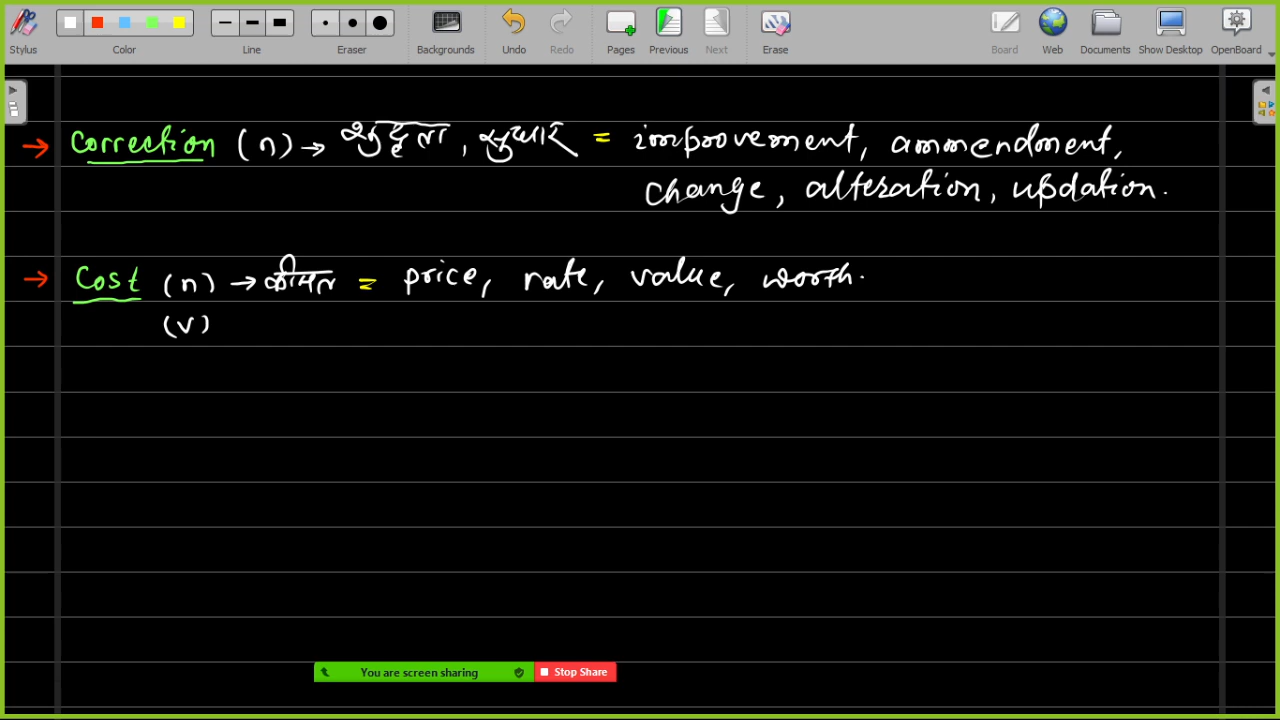 Stylus Color Line Eraser Backgrounds Undo Redo Pages Previous Next Erase Board Web Documents Show Desktop OpenBoard
→ Correction (n) → शुद्धता, सुधार = improvement, ammendment,
change, alteration, updation.
→ Cost (n) → कीमत = price, rate, value, worth.
(v)
You are screen sharing Stop Share